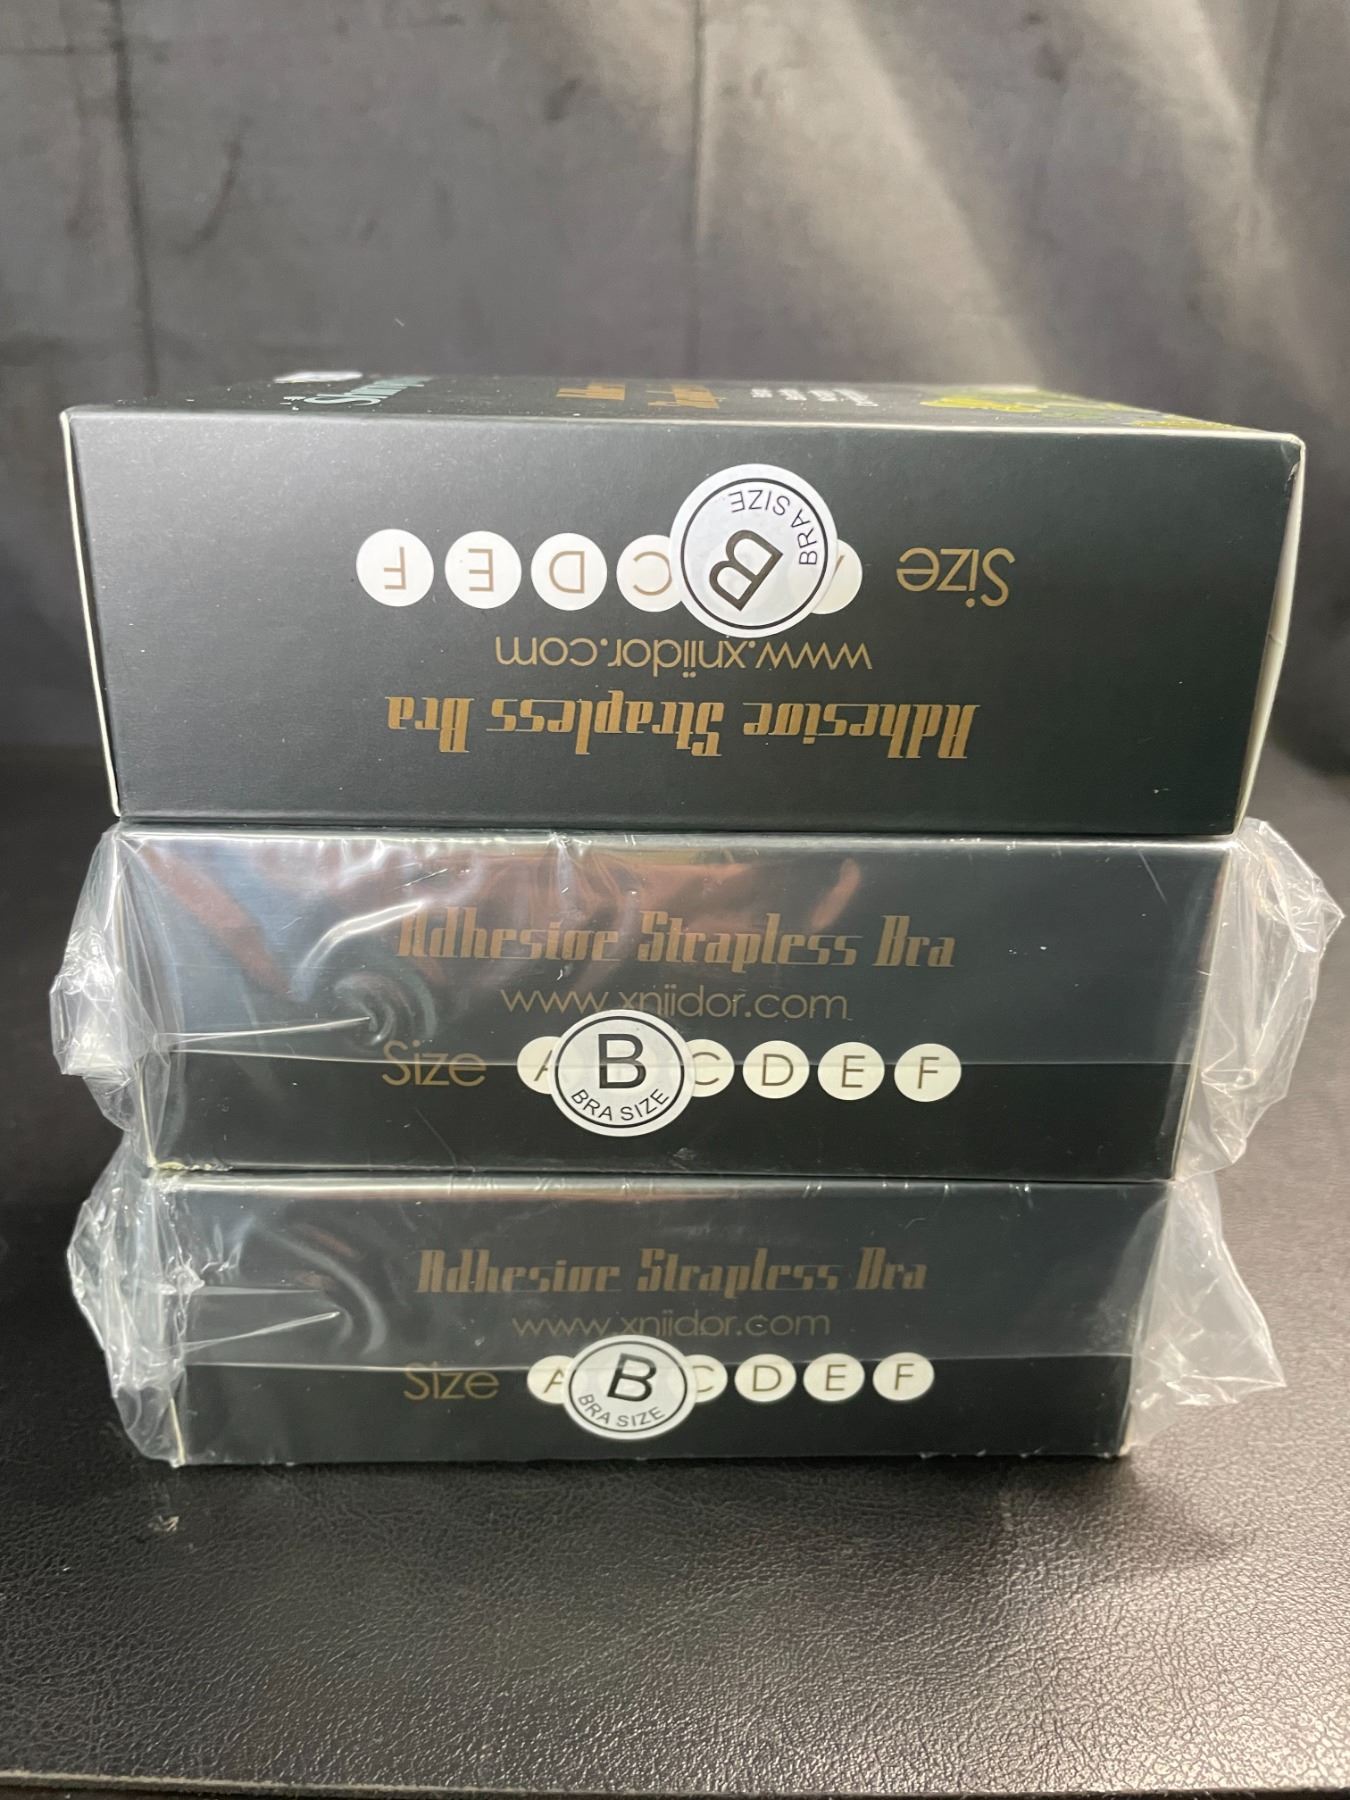 Size C D E F
B BRA SIZE
www.xniidor.com
Adhesive Strapless Bra
Adhesive Strapless Bra
www.xniidor.com
Size A C D E F
B
BRA SIZE
Adhesive Strapless Bra
www.xniidor.com
Size A C D E F
B
BRA SIZE